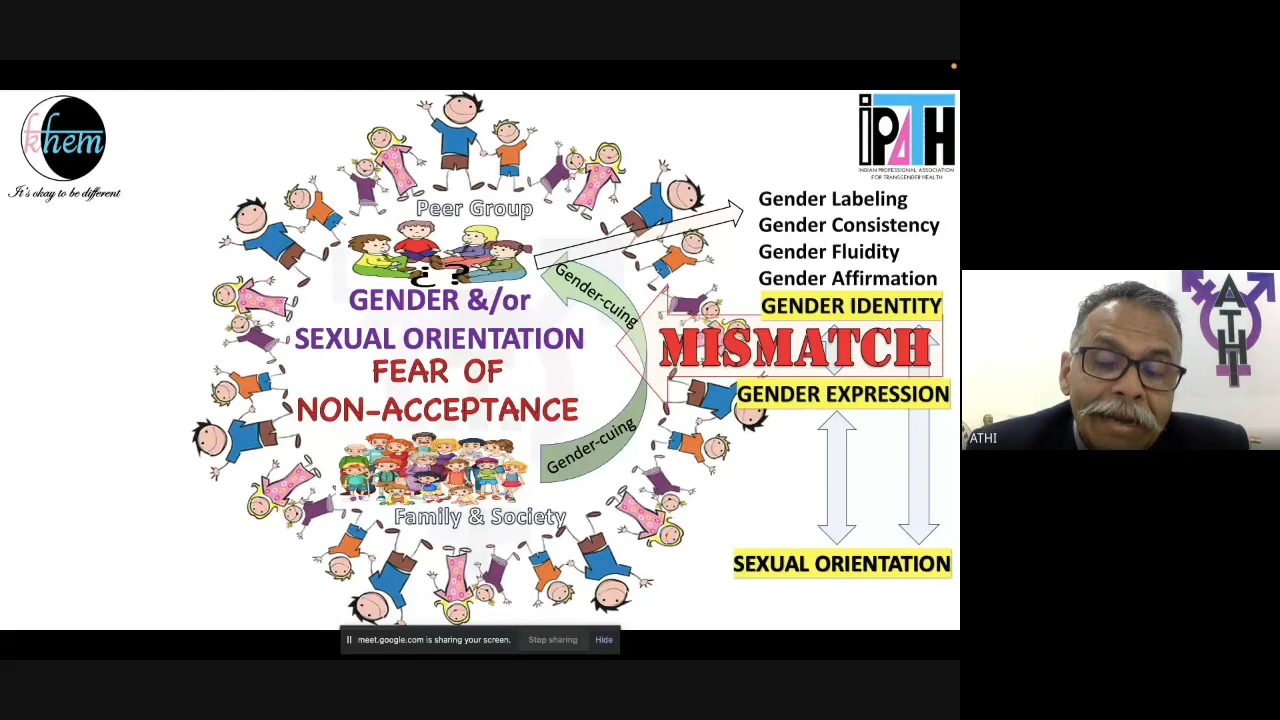 khem
It's okay to be different
iPATH
INDIAN PROFESSIONAL ASSOCIATION
FOR TRANSGENDER HEALTH
Peer Group
Gender Labeling
Gender Consistency
Gender Fluidity
Gender Affirmation
¿ ?
GENDER &/or
SEXUAL ORIENTATION
FEAR OF
NON-ACCEPTANCE
Gender-cuing
Gender-cuing
GENDER IDENTITY
MISMATCH
GENDER EXPRESSION
Family & Society
SEXUAL ORIENTATION
meet.google.com is sharing your screen.
Stop sharing
Hide
ATHI
ATHI